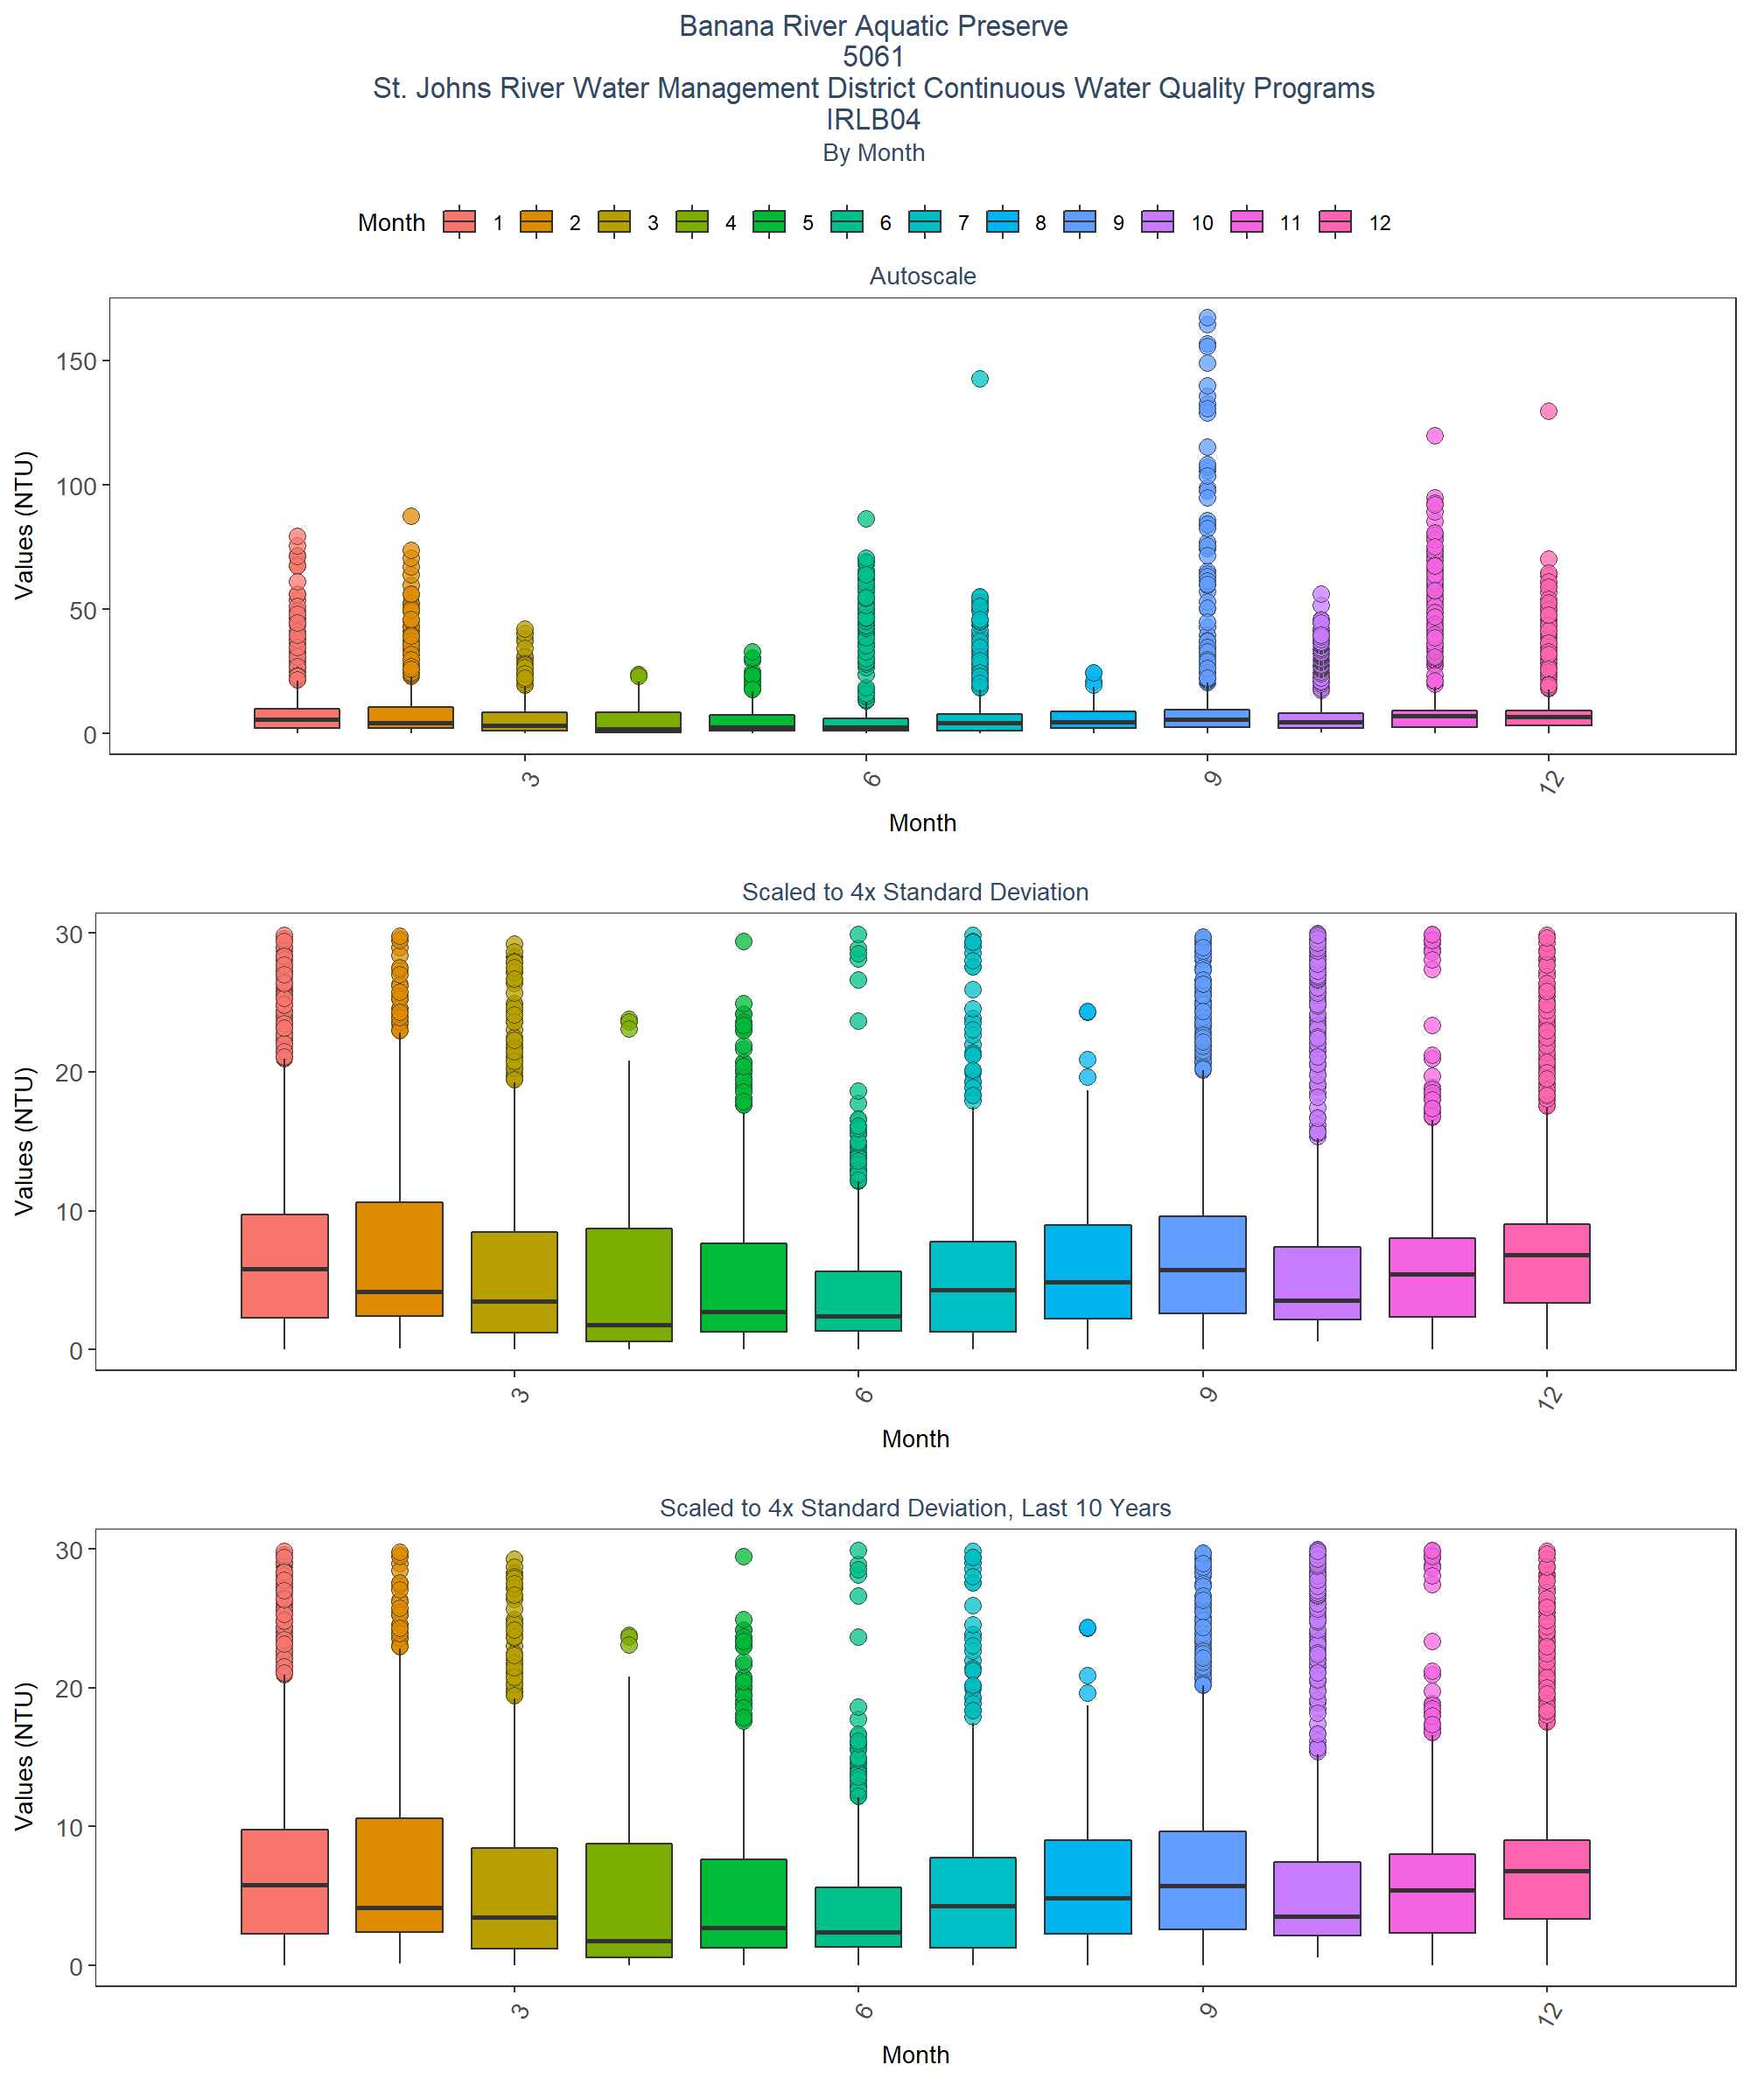 Banana River Aquatic Preserve
5061
St. Johns River Water Management District Continuous Water Quality Programs
IRLB04
By Month
Month 1 2 3 4 5 6 7 8 9 10 11 12
Autoscale
Values (NTU)
150
100
50
0
3 6 9 12
Month
Scaled to 4x Standard Deviation
Values (NTU)
30
20
10
0
3 6 9 12
Month
Scaled to 4x Standard Deviation, Last 10 Years
Values (NTU)
30
20
10
0
3 6 9 12
Month